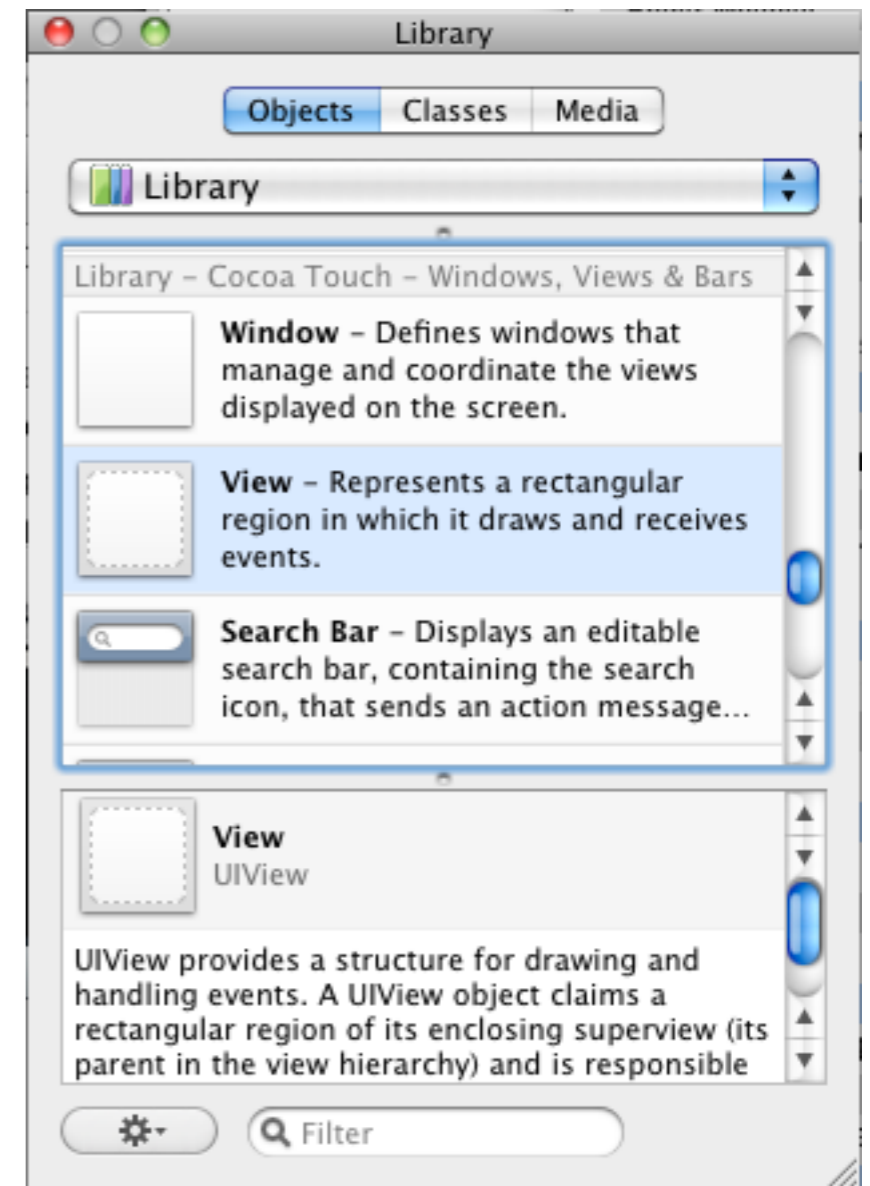 Library
Objects Classes Media
Library
Library – Cocoa Touch – Windows, Views & Bars
Window – Defines windows that
manage and coordinate the views
displayed on the screen.
View – Represents a rectangular
region in which it draws and receives
events.
Search Bar – Displays an editable
search bar, containing the search
icon, that sends an action message...
View
UIView
UIView provides a structure for drawing and
handling events. A UIView object claims a
rectangular region of its enclosing superview (its
parent in the view hierarchy) and is responsible
Filter